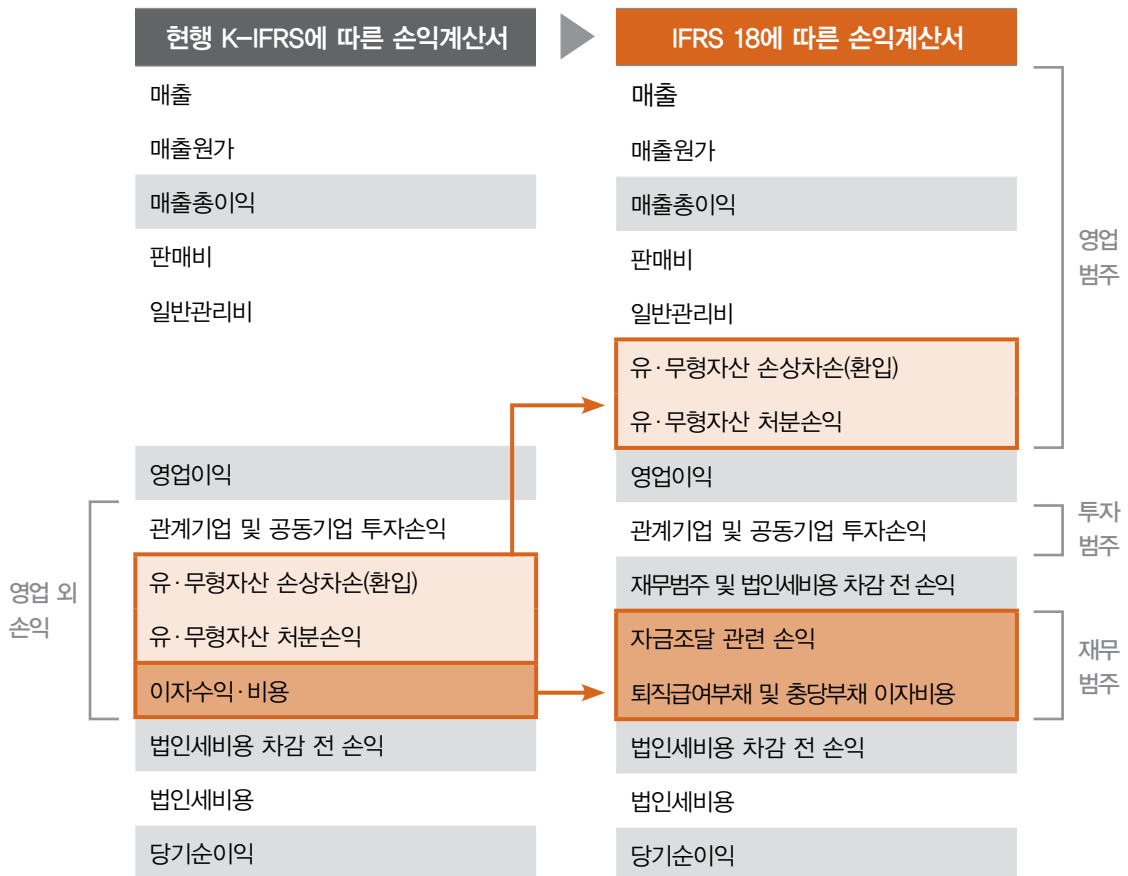 현행 K-IFRS에 따른 손익계산서
매출
매출원가
매출총이익
판매비
일반관리비
영업이익
영업 외
손익
관계기업 및 공동기업 투자손익
유·무형자산 손상차손(환입)
유·무형자산 처분손익
이자수익·비용
법인세비용 차감 전 손익
법인세비용
당기순이익
IFRS 18에 따른 손익계산서
매출
매출원가
매출총이익
판매비
일반관리비
유·무형자산 손상차손(환입)
유·무형자산 처분손익
영업
범주
영업이익
관계기업 및 공동기업 투자손익
투자
범주
재무범주 및 법인세비용 차감 전 손익
자금조달 관련 손익
퇴직급여부채 및 충당부채 이자비용
재무
범주
법인세비용 차감 전 손익
법인세비용
당기순이익